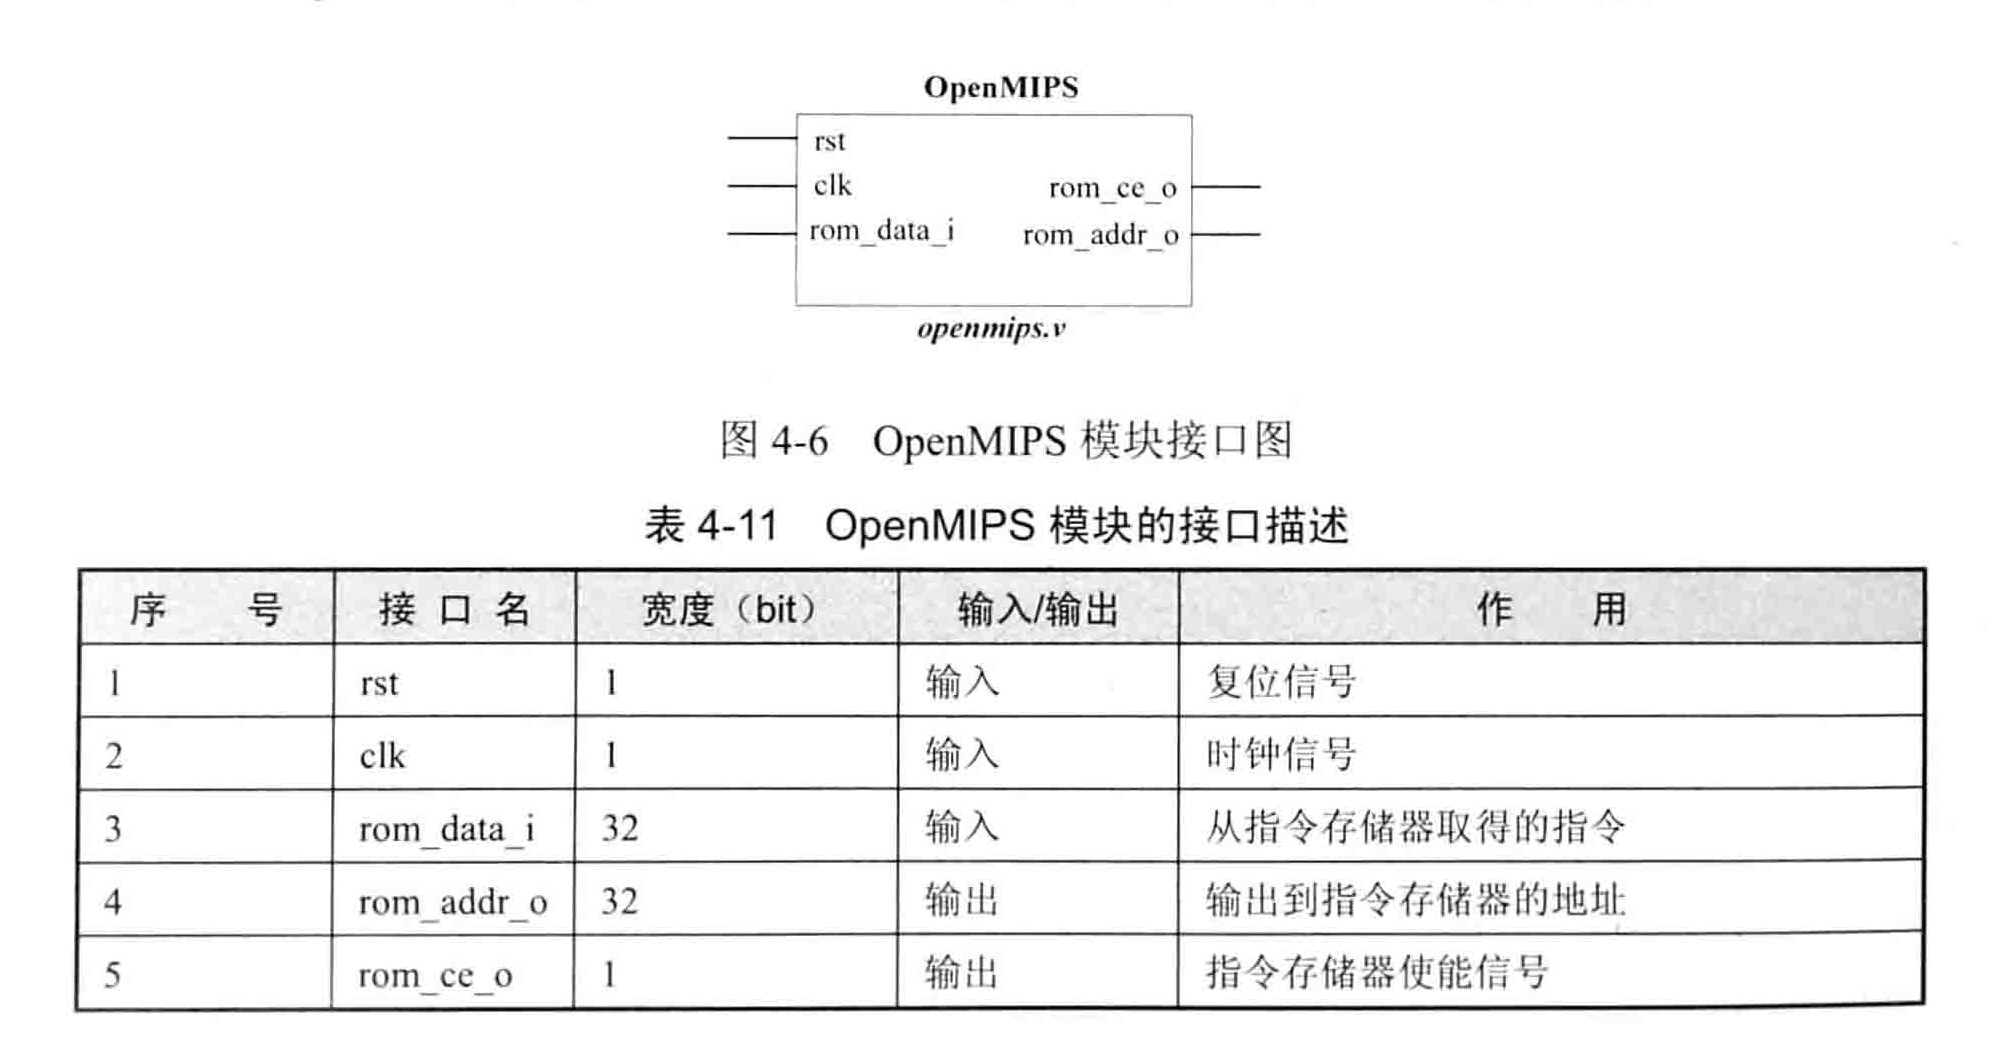 OpenMIPS
rst
clk
rom_data_i
rom_ce_o
rom_addr_o
openmips.v
图 4-6 OpenMIPS 模块接口图
表 4-11 OpenMIPS 模块的接口描述
序 号 接 口 名 宽度（bit） 输入/输出 作 用
1 rst 1 输入 复位信号
2 clk 1 输入 时钟信号
3 rom_data_i 32 输入 从指令存储器取得的指令
4 rom_addr_o 32 输出 输出到指令存储器的地址
5 rom_ce_o 1 输出 指令存储器使能信号